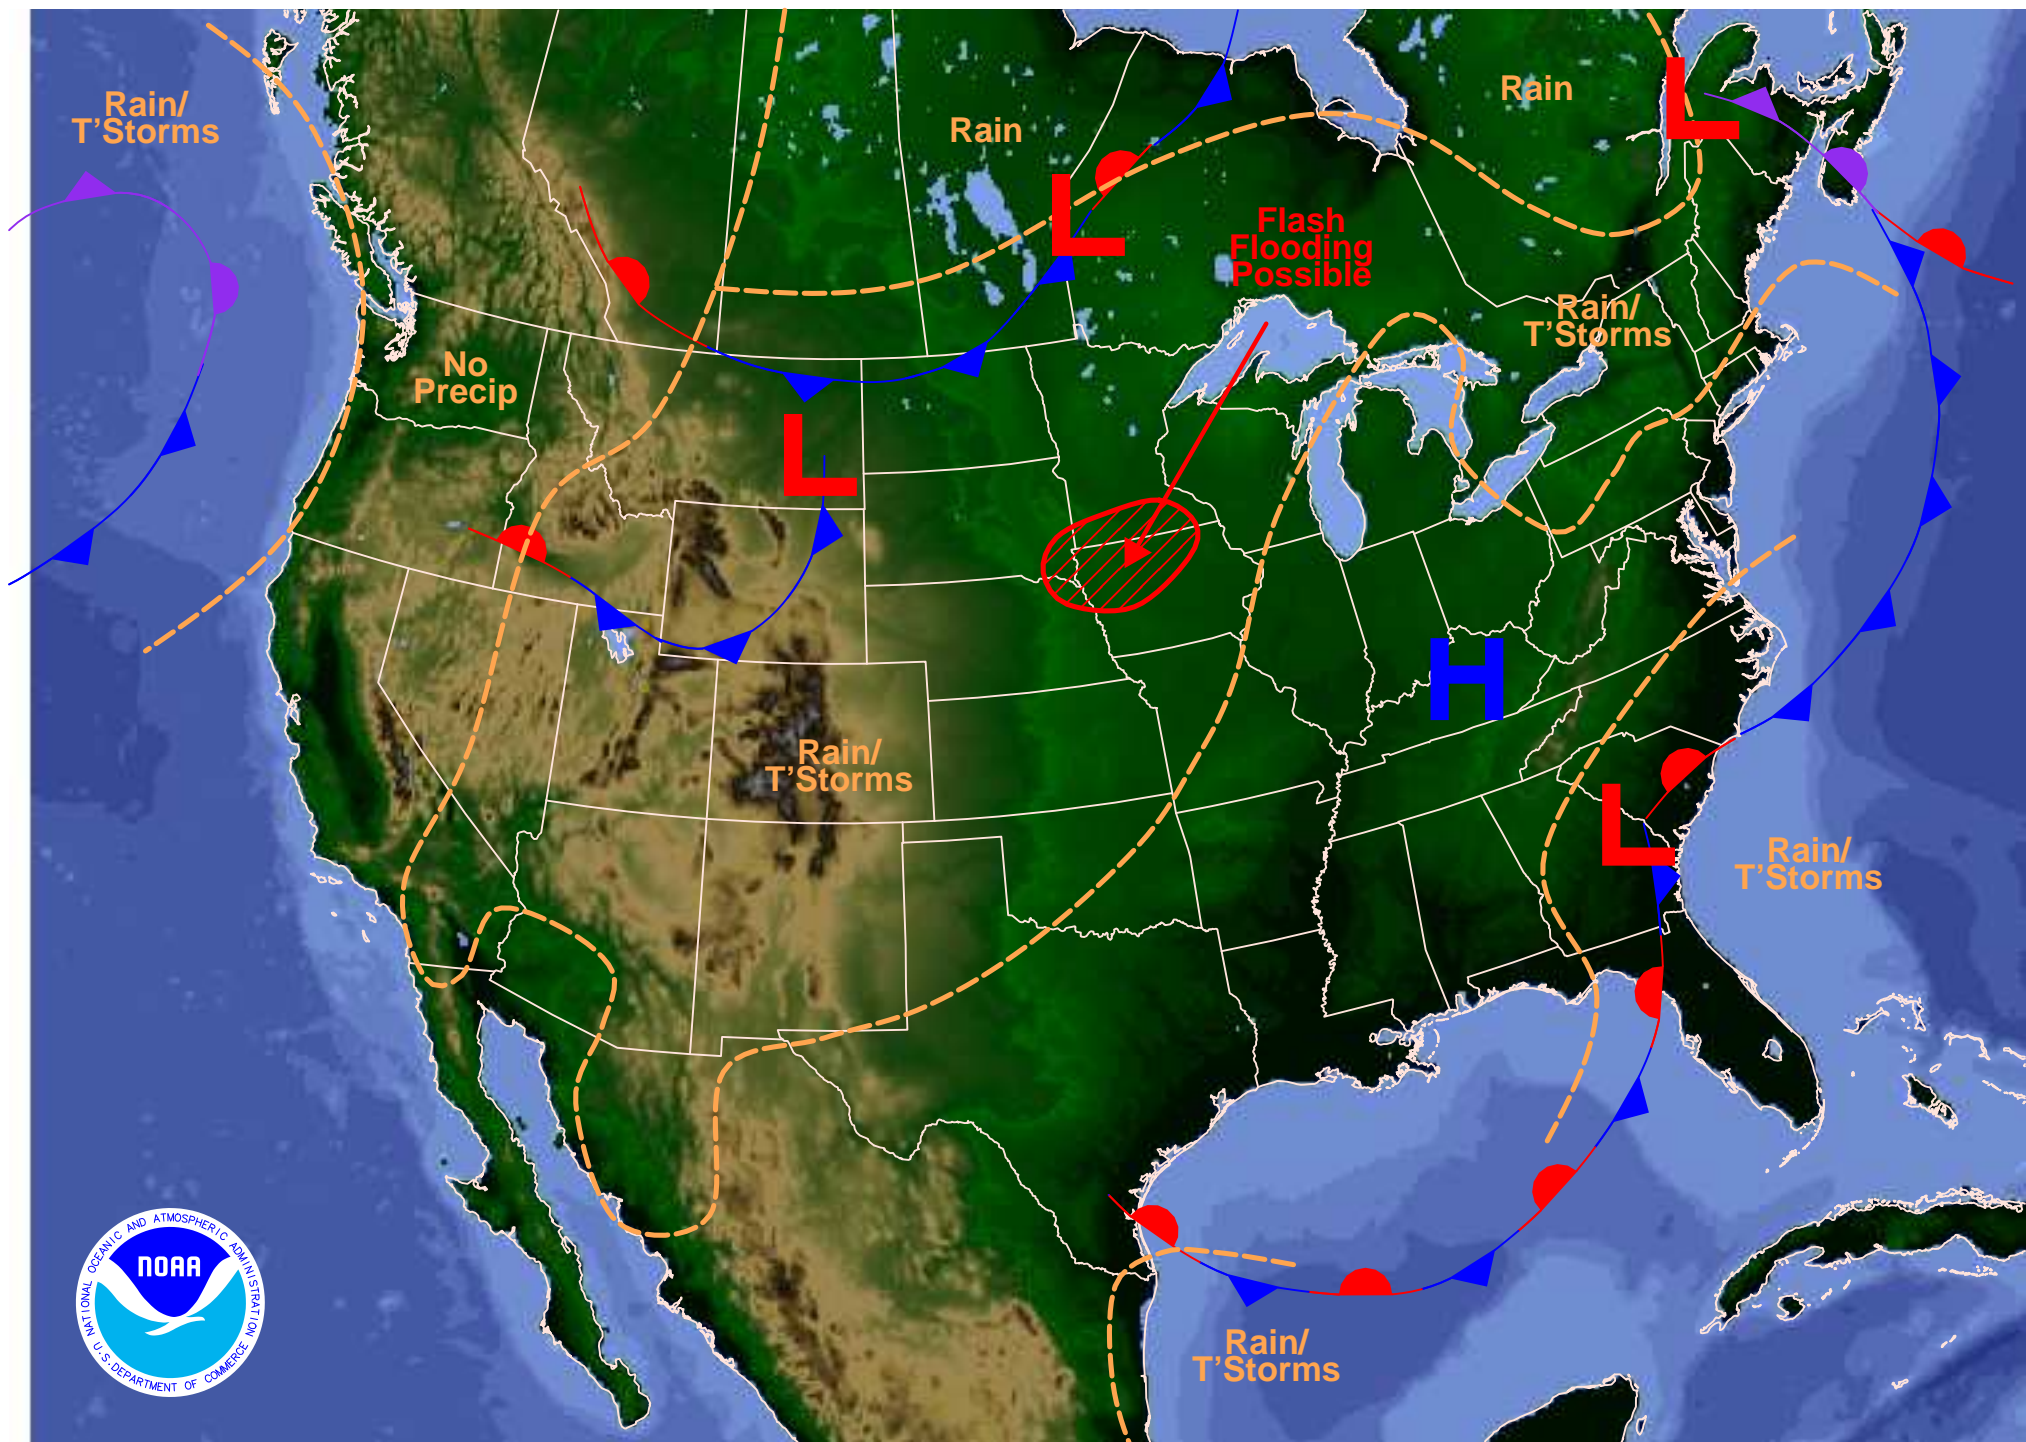 Rain/
T'Storms
Rain
Rain
L
L
Flash
Flooding
Possible
Rain/
T'Storms
No
Precip
L
H
Rain/
T'Storms
L
Rain/
T'Storms
Rain/
T'Storms
NATIONAL OCEANIC AND ATMOSPHERIC ADMINISTRATION
NOAA
U.S. DEPARTMENT OF COMMERCE